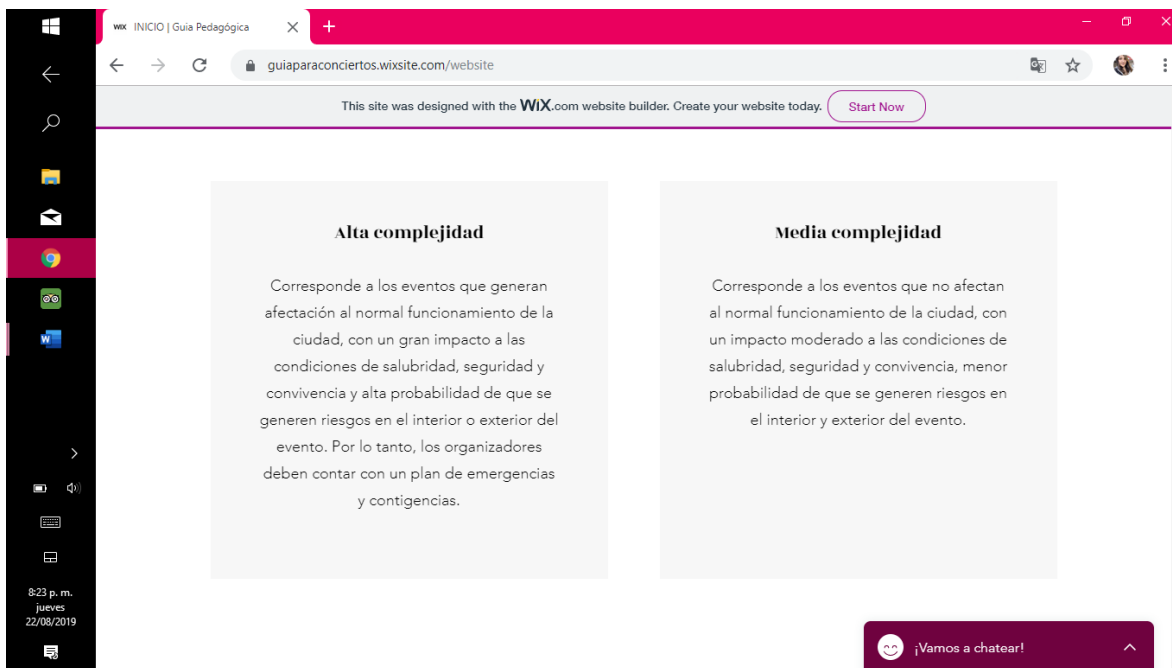 WIX INICIO | Guia Pedagógica
guiaparaconciertos.wixsite.com/website
This site was designed with the WiX.com website builder. Create your website today. Start Now
Alta complejidad
Corresponde a los eventos que generan
afectación al normal funcionamiento de la
ciudad, con un gran impacto a las
condiciones de salubridad, seguridad y
convivencia y alta probabilidad de que se
generen riesgos en el interior o exterior del
evento. Por lo tanto, los organizadores
deben contar con un plan de emergencias
y contigencias.
Media complejidad
Corresponde a los eventos que no afectan
al normal funcionamiento de la ciudad, con
un impacto moderado a las condiciones de
salubridad, seguridad y convivencia, menor
probabilidad de que se generen riesgos en
el interior y exterior del evento.
8:23 p. m.
jueves
22/08/2019
¡Vamos a chatear!